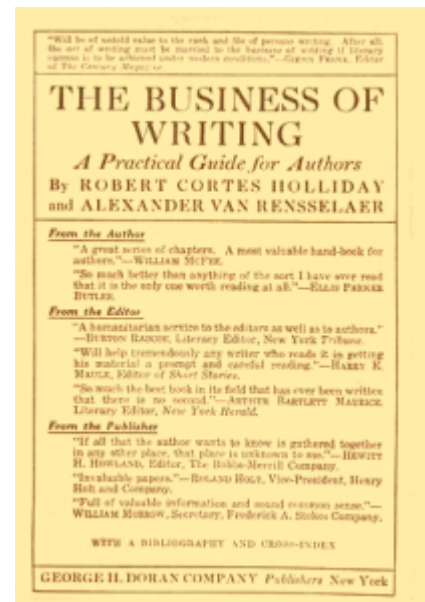 "Will be of untold value to the rank and file of persons writing. After all,
the art of writing must be married to the business of writing if literary
success is to be achieved under modern conditions."—GLENN FRANK, Editor
of The Century Magazine.
THE BUSINESS OF
WRITING
A Practical Guide for Authors
By ROBERT CORTES HOLLIDAY
and ALEXANDER VAN RENSSELAER
From the Author
"A great series of chapters. A most valuable hand-book for
authors."—WILLIAM McFEE.
"So much better than anything of the sort I have ever read
that it is the only one worth reading at all."—ELLIS PARKER
BUTLER.
From the Editor
"A humanitarian service to the editors as well as to authors."
—BURTON RASCOE, Literary Editor, New York Tribune.
"Will help tremendously any writer who reads it in getting
his material a prompt and careful reading."—HARRY E.
MAULE, Editor of Short Stories.
"So much the best book in its field that has ever been written
that there is no second."—ARTHUR BARTLETT MAURICE,
Literary Editor, New York Herald.
From the Publisher
"If all that the author wants to know is gathered together
in any other place, that place is unknown to me."—HEWITT
H. HOWLAND, Editor, The Bobbs-Merrill Company.
"Invaluable papers."—ROLAND HOLT, Vice-President, Henry
Holt and Company.
"Full of valuable information and sound common sense."—
WILLIAM MORROW, Secretary, Frederick A. Stokes Company.
WITH A BIBLIOGRAPHY AND CROSS-INDEX
GEORGE H. DORAN COMPANY Publishers New York